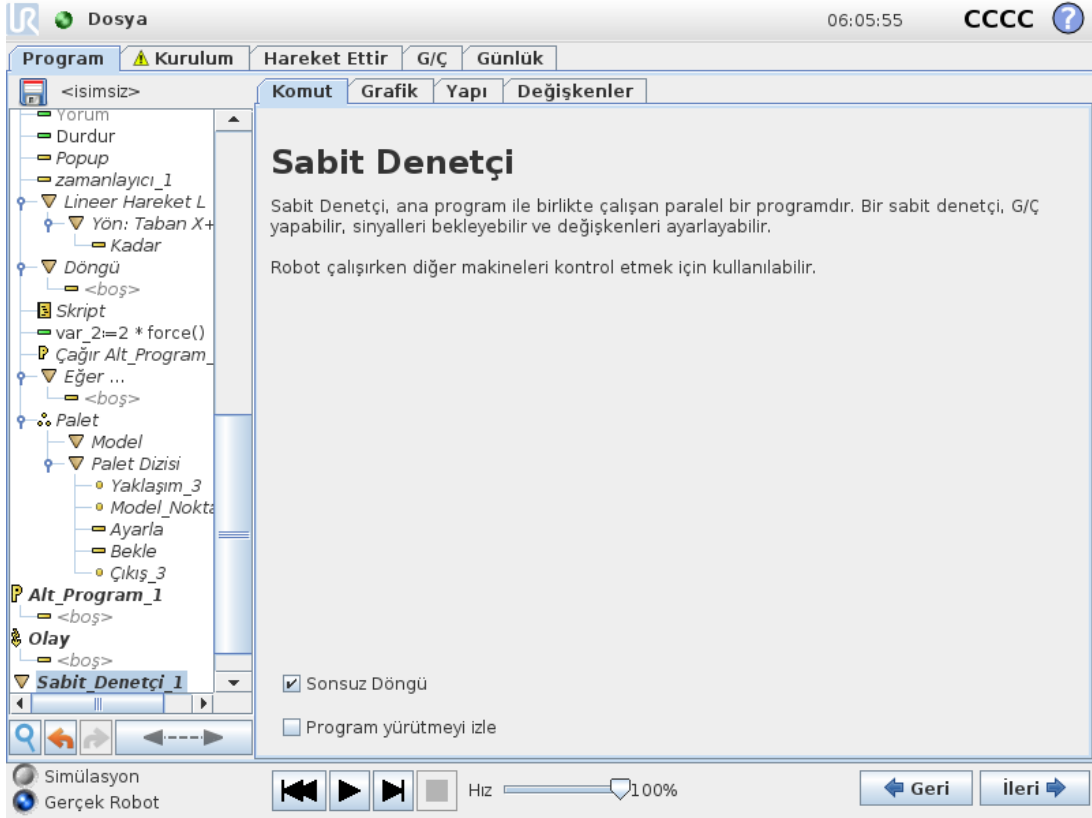 Dosya
06:05:55
CCCC
Program
Kurulum
Hareket Ettir
G/Ç
Günlük
<isimsiz>
Komut
Grafik
Yapı
Değişkenler
Yorum
Durdur
Popup
zamanlayıcı_1
Lineer Hareket L
Yön: Taban X+
Kadar
Döngü
<boş>
Skript
var_2:=2 * force()
Çağır Alt_Program_
Eğer ...
<boş>
Palet
Model
Palet Dizisi
Yaklaşım_3
Model_Nokta
Ayarla
Bekle
Çıkış_3
Alt_Program_1
<boş>
Olay
<boş>
Sabit_Denetçi_1
Sabit Denetçi
Sabit Denetçi, ana program ile birlikte çalışan paralel bir programdır. Bir sabit denetçi, G/Ç
yapabilir, sinyalleri bekleyebilir ve değişkenleri ayarlayabilir.
Robot çalışırken diğer makineleri kontrol etmek için kullanılabilir.
Sonsuz Döngü
Program yürütmeyi izle
Simülasyon
Gerçek Robot
Hız
100%
Geri
İleri